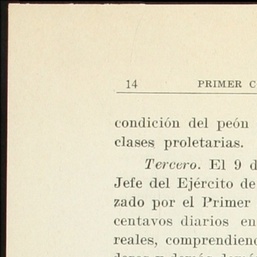 14 PRIMER C
condición del peón
clases proletarias.
Tercero. El 9 d
Jefe del Ejército de
zado por el Primer
centavos diarios en
reales, comprendienc